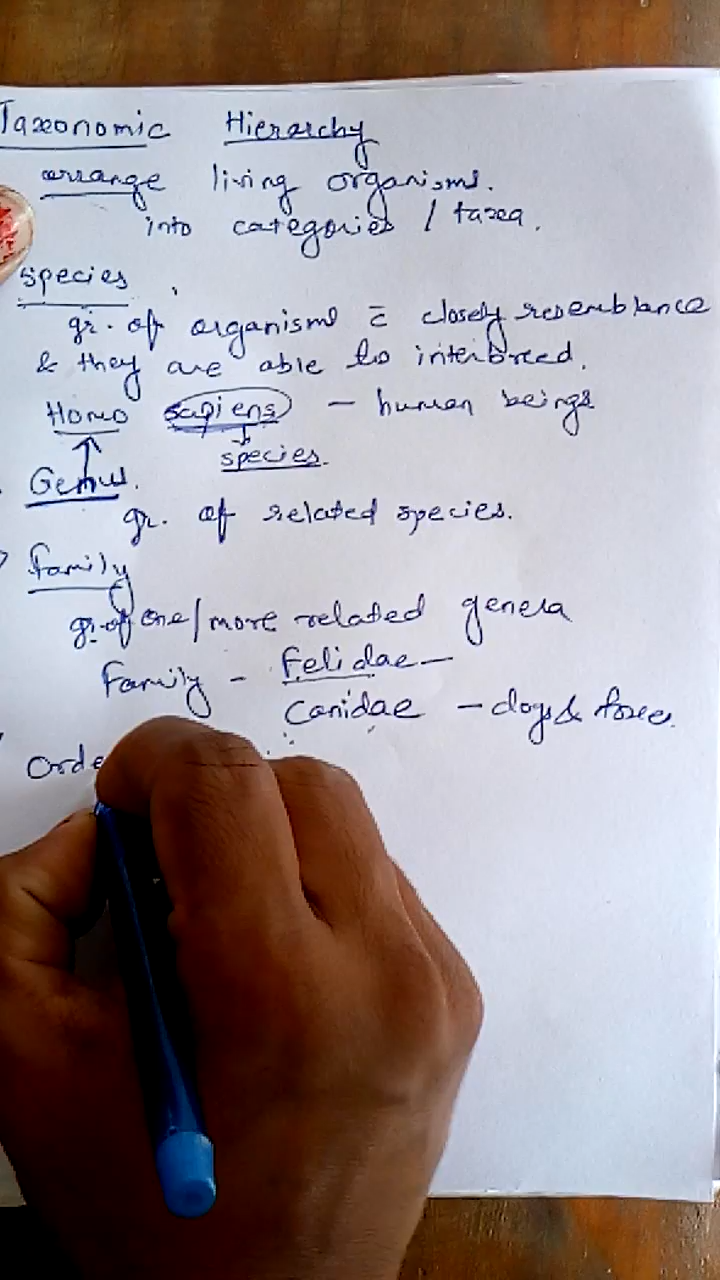 Taxonomic Hierarchy
arrange living organisms.
into categories / taxa.
Species
gr. of organisms c̄ closely resemblance
& they are able to interbreed.
Homo sapiens – human beings
species.
Genus.
gr. of related species.
Family
gr. of one/more related genera
Family – Felidae –
Canidae – dogs & foxes.
Orde